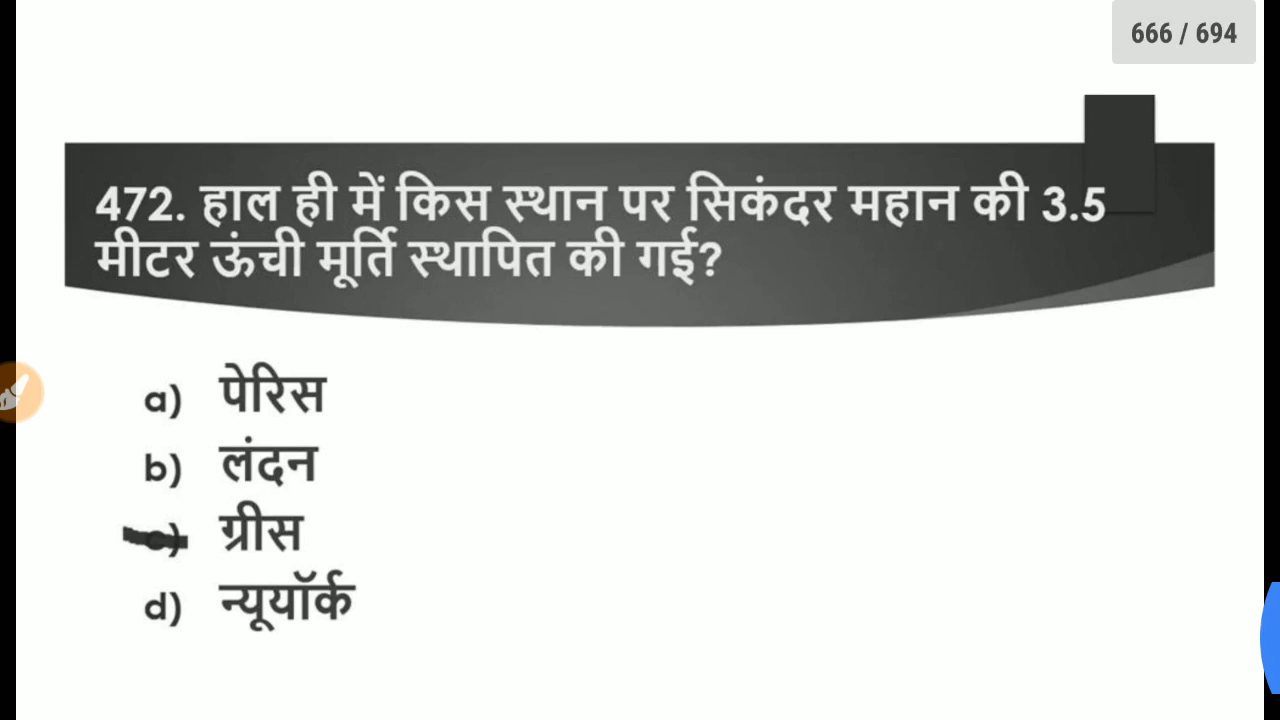 666 / 694
472. हाल ही में किस स्थान पर सिकंदर महान की 3.5
मीटर ऊंची मूर्ति स्थापित की गई?
a) पेरिस
b) लंदन
c) ग्रीस
d) न्यूयॉर्क